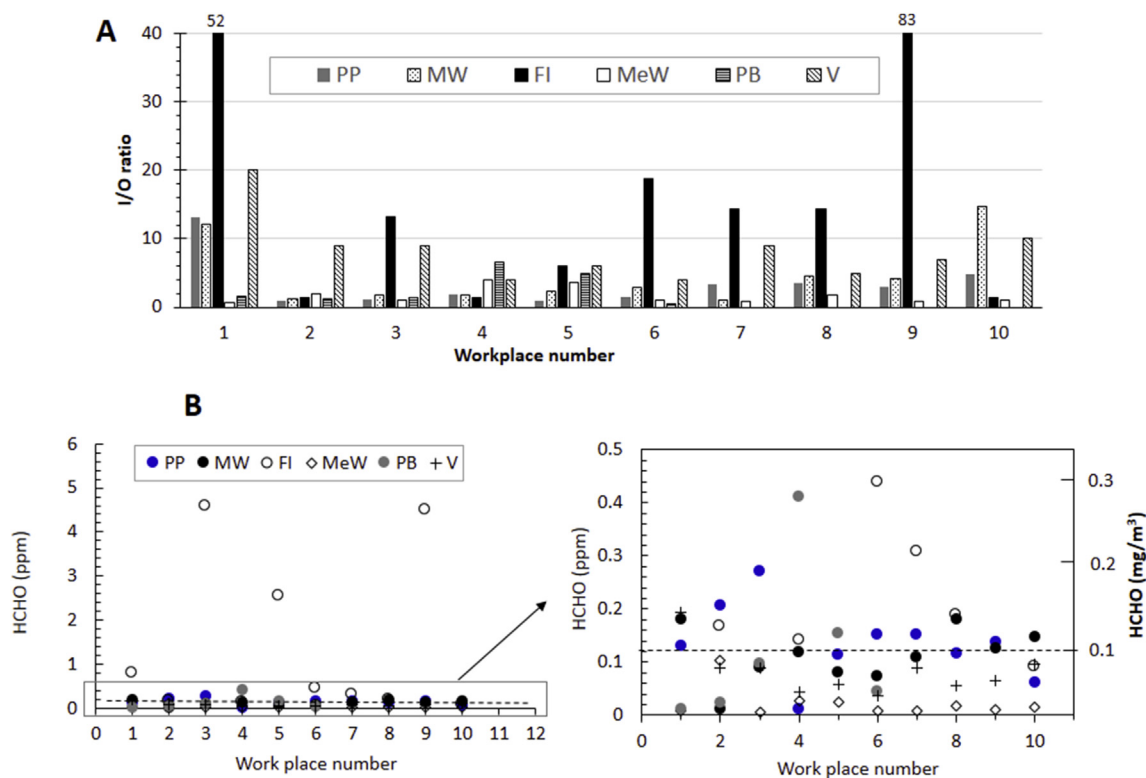 A
52
83
40
PP MW FI MeW PB V
30
20
10
0
I/O ratio
1 2 3 4 5 6 7 8 9 10
Workplace number
B
6
PP MW FI MeW PB V
5
4
3
2
1
0
HCHO (ppm)
0 1 2 3 4 5 6 7 8 9 10 11 12
Work place number
0.5
0.4
0.3
0.2
0.1
0
HCHO (ppm)
0.3
0.2
0.1
HCHO (mg/m³)
0 2 4 6 8 10
Work place number